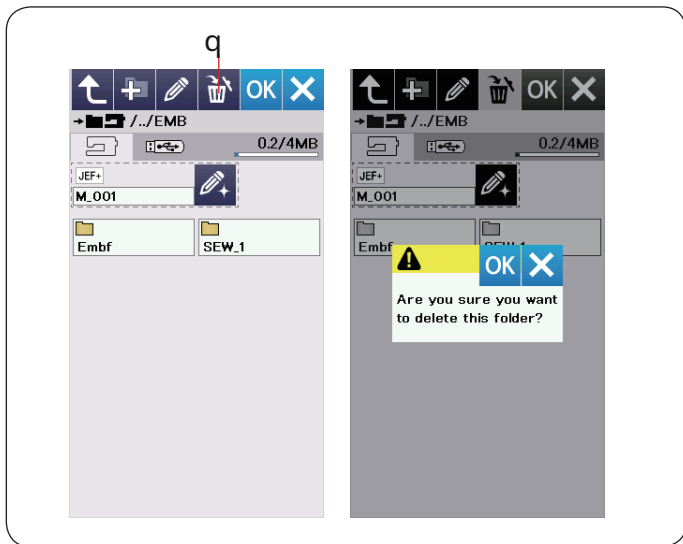 q
OK
/../EMB
0.2/4MB
JEF+
M_001
Embf SEW_1
OK
/../EMB
0.2/4MB
JEF+
M_001
Embf SEW_1
OK
Are you sure you want
to delete this folder?